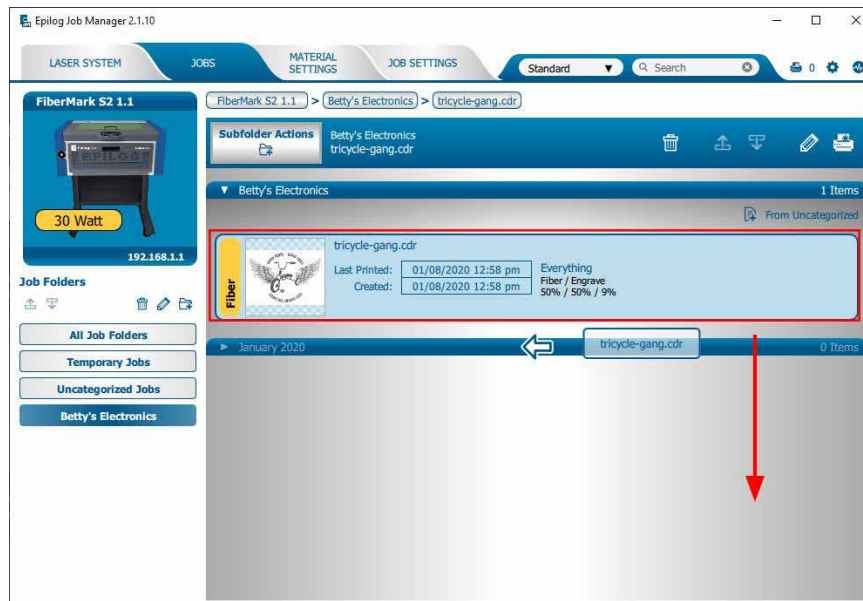 Epilog Job Manager 2.1.10
LASER SYSTEM
JOBS
MATERIAL
SETTINGS
JOB SETTINGS
Standard
Search
0
FiberMark S2 1.1
EPILOG
30 Watt
192.168.1.1
Job Folders
All Job Folders
Temporary Jobs
Uncategorized Jobs
Betty's Electronics
FiberMark S2 1.1 > Betty's Electronics > tricycle-gang.cdr
Subfolder Actions
Betty's Electronics
tricycle-gang.cdr
Betty's Electronics
1 Items
From Uncategorized
Fiber
tricycle-gang.cdr
Last Printed: 01/08/2020 12:58 pm
Created: 01/08/2020 12:58 pm
Everything
Fiber / Engrave
50% / 50% / 9%
January 2020
tricycle-gang.cdr
0 Items